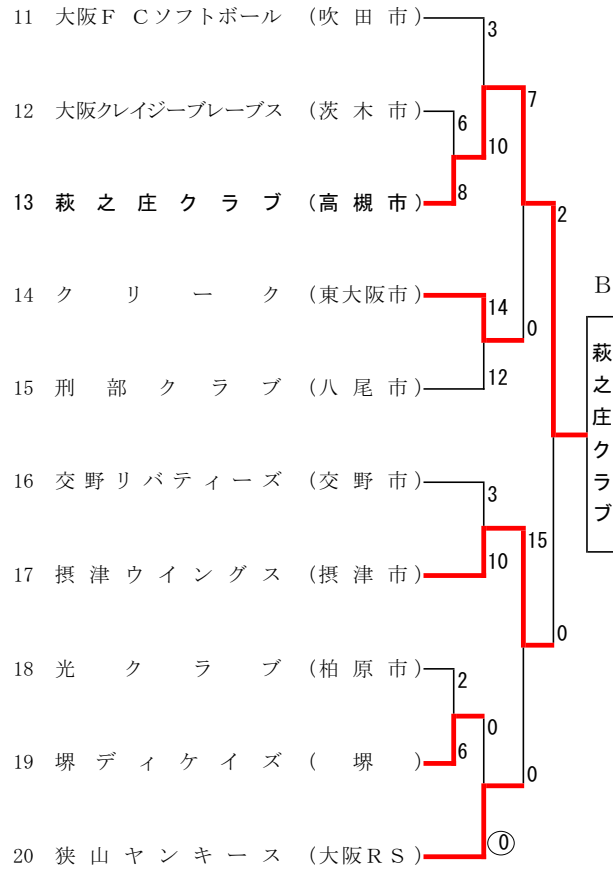 11 大阪F Cソフトボール (吹田市) 3
7
12 大阪クレイジーブレーブス (茨木市) 6
10
13 萩之庄クラブ (高槻市) 8
2
B
14 クリーク (東大阪市) 14
0
萩之庄クラブ
15 刑部クラブ (八尾市) 12
16 交野リバティーズ (交野市) 3
15
17 摂津ウイングス (摂津市) 10
0
18 光クラブ (柏原市) 2
0
19 堺ディケイズ (堺) 6
0
20 狭山ヤンキース (大阪RS) ⓪